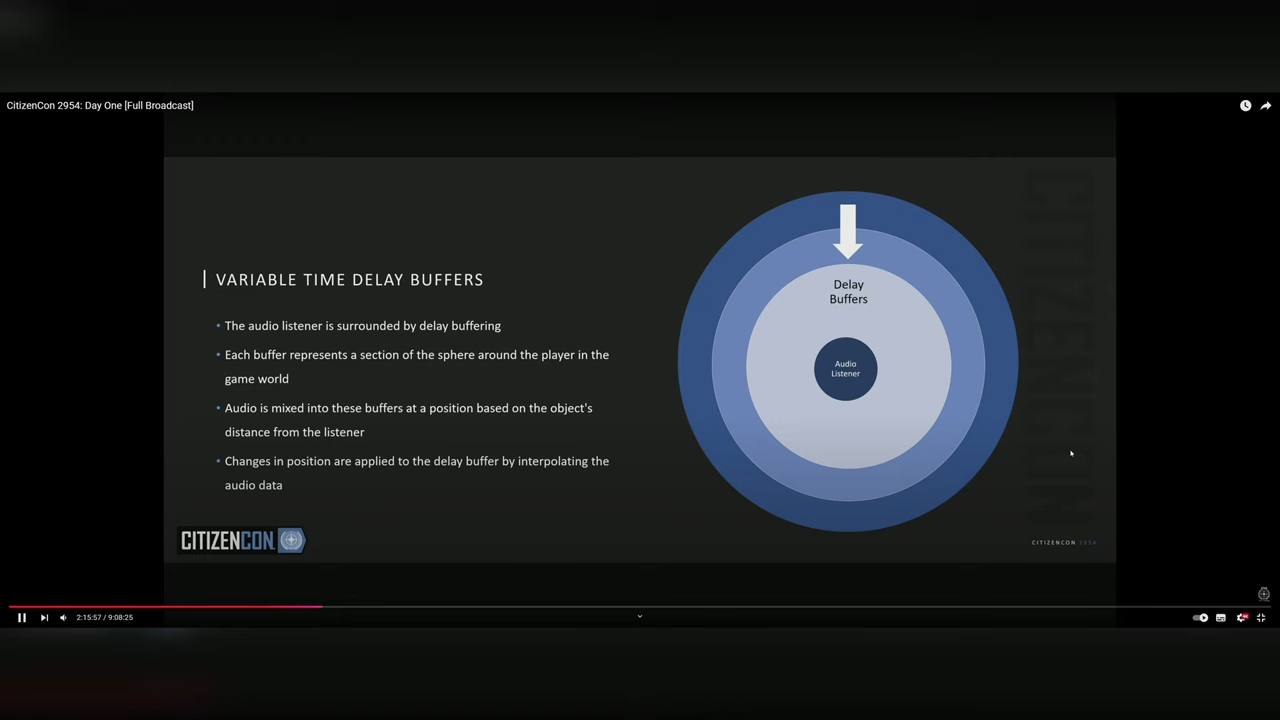 CitizenCon 2954: Day One [Full Broadcast]
VARIABLE TIME DELAY BUFFERS
• The audio listener is surrounded by delay buffering
• Each buffer represents a section of the sphere around the player in the
game world
• Audio is mixed into these buffers at a position based on the object's
distance from the listener
• Changes in position are applied to the delay buffer by interpolating the
audio data
Delay
Buffers
Audio
Listener
CITIZENCON
CITIZENCON
CITIZENCON 2954
2:15:57 / 9:08:25